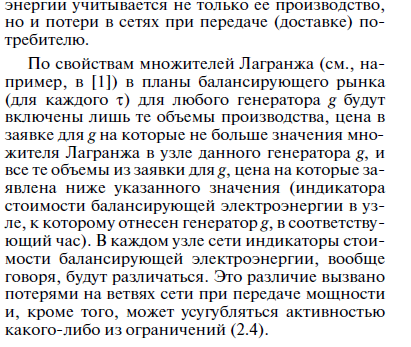 энергии учитывается не только ее производство,
но и потери в сетях при передаче (доставке) по-
требителю.
По свойствам множителей Лагранжа (см., на-
пример, в [1]) в планы балансирующего рынка
(для каждого τ) для любого генератора g будут
включены лишь те объемы производства, цена в
заявке для g на которые не больше значения мно-
жителя Лагранжа в узле данного генератора g, и
все те объемы из заявки для g, цена на которые за-
явлена ниже указанного значения (индикатора
стоимости балансирующей электроэнергии в уз-
ле, к которому отнесен генератор g, в соответству-
ющий час). В каждом узле сети индикаторы стои-
мости балансирующей электроэнергии, вообще
говоря, будут различаться. Это различие вызвано
потерями на ветвях сети при передаче мощности
и, кроме того, может усугубляться активностью
какого-либо из ограничений (2.4).